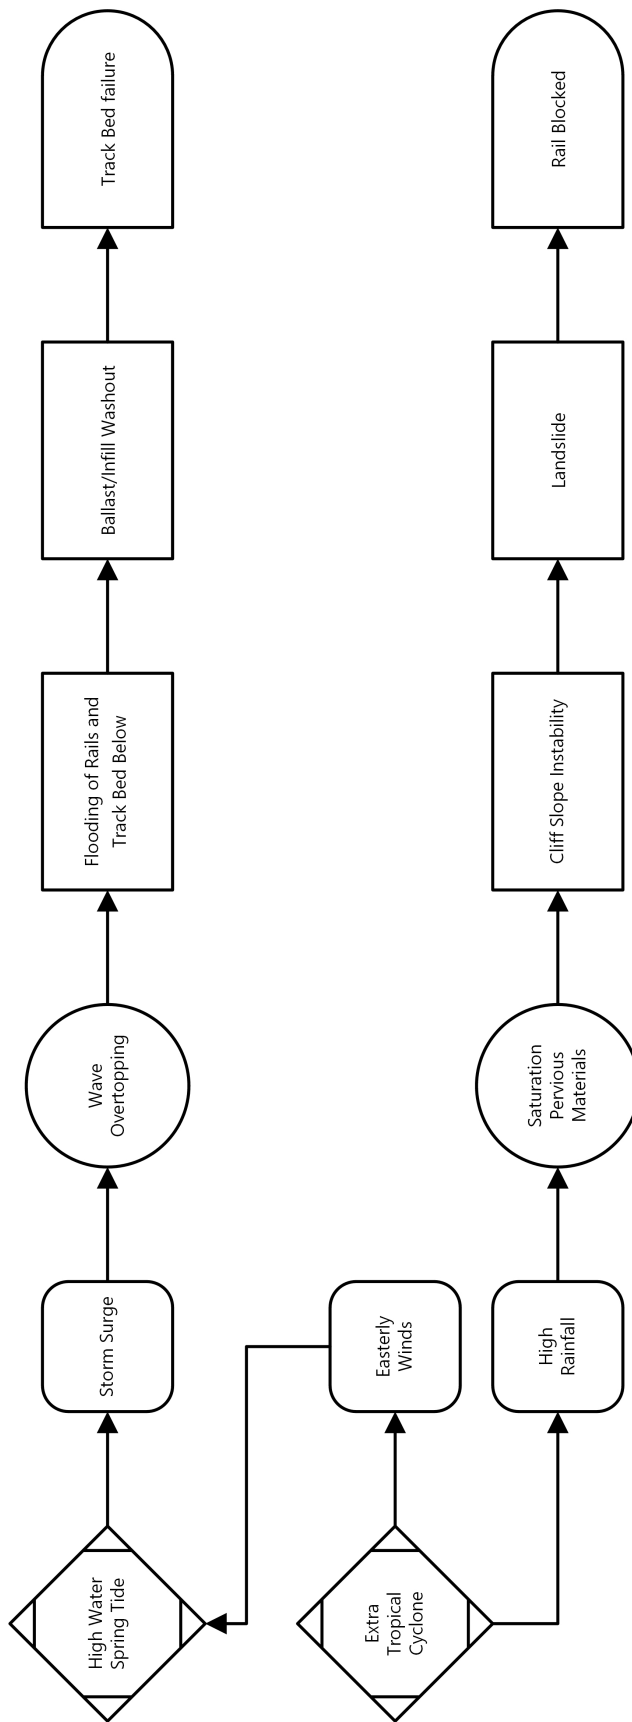 High Water
Spring Tide
Storm Surge
Wave
Overtopping
Flooding of Rails and
Track Bed Below
Ballast/Infill Washout
Track Bed failure
Extra
Tropical
Cyclone
Easterly
Winds
High
Rainfall
Saturation
Pervious
Materials
Cliff Slope Instability
Landslide
Rail Blocked